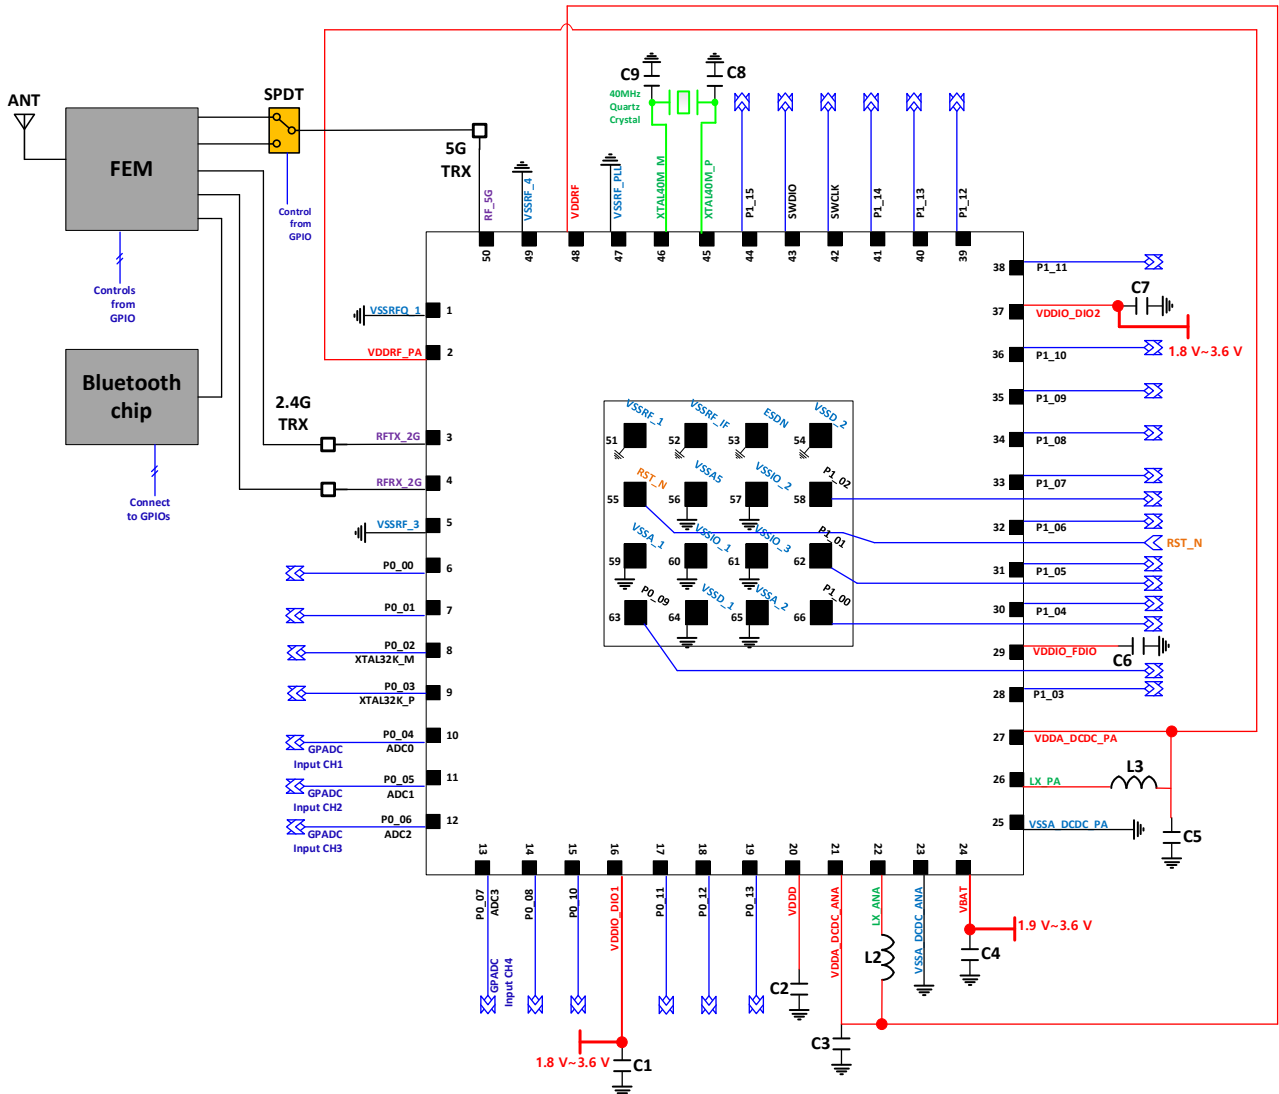 ANT
FEM
SPDT
Control
from
GPIO
Controls
from
GPIO
Bluetooth
chip
Connect
to GPIOs
5G
TRX
2.4G
TRX
C9
C8
40MHz
Quartz
Crystal
RF_5G
VSSRF_4
VDDRF
VSSRF_PLL
XTAL40M_M
XTAL40M_P
P1_15
SWDIO
SWCLK
P1_14
P1_13
P1_12
50
49
48
47
46
45
44
43
42
41
40
39
VSSRFQ_1
1
VDDRF_PA
2
RFTX_2G
3
RFRX_2G
4
VSSRF_3
5
P0_00
6
P0_01
7
P0_02
XTAL32K_M
8
P0_03
XTAL32K_P
9
GPADC
Input CH1
P0_04
ADC0
10
GPADC
Input CH2
P0_05
ADC1
11
GPADC
Input CH3
P0_06
ADC2
12
VSSRF_1
51
VSSRF_IF
52
ESDN
53
VSSD_2
54
RST_N
55
VSSA5
56
VSSIO_2
57
P1_02
58
VSSA_1
59
VSSIO_1
60
VSSIO_3
61
P1_01
62
P0_09
63
VSSD_1
64
VSSA_2
65
P1_00
66
38
P1_11
37
VDDIO_DIO2
C7
1.8 V~3.6 V
36
P1_10
35
P1_09
34
P1_08
33
P1_07
32
P1_06
RST_N
31
P1_05
30
P1_04
29
VDDIO_FDIO
C6
28
P1_03
27
VDDA_DCDC_PA
26
LX_PA
L3
25
VSSA_DCDC_PA
C5
13
14
15
16
17
18
19
20
21
22
23
24
P0_07
ADC3
GPADC
Input CH4
P0_08
P0_10
VDDIO_DIO1
P0_11
P0_12
P0_13
VDDD
VDDA_DCDC_ANA
LX_ANA
VSSA_DCDC_ANA
VBAT
1.9 V~3.6 V
C4
L2
C2
C3
1.8 V~3.6 V
C1